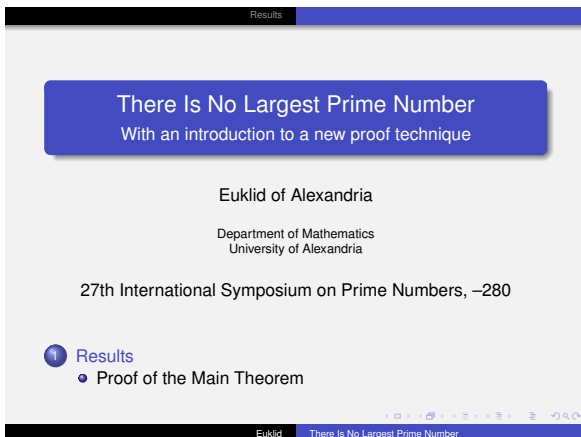 Results
There Is No Largest Prime Number
With an introduction to a new proof technique
Euklid of Alexandria
Department of Mathematics
University of Alexandria
27th International Symposium on Prime Numbers, –280
1 Results
Proof of the Main Theorem
Euklid There Is No Largest Prime Number